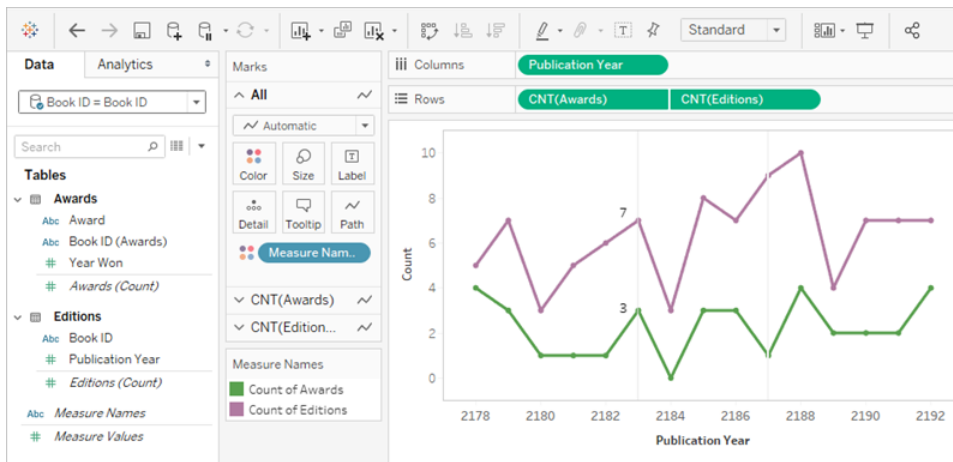 Standard
Data
Analytics
Book ID = Book ID
Search
Tables
Awards
Abc Award
Abc Book ID (Awards)
# Year Won
# Awards (Count)
Editions
Abc Book ID
# Publication Year
# Editions (Count)
Abc Measure Names
# Measure Values
Marks
All
Automatic
Color
Size
Label
Detail
Tooltip
Path
Measure Nam..
CNT(Awards)
CNT(Edition...
Measure Names
Count of Awards
Count of Editions
Columns
Publication Year
Rows
CNT(Awards)
CNT(Editions)
Count
10
8
6
4
2
0
7
3
2178 2180 2182 2184 2186 2188 2190 2192
Publication Year